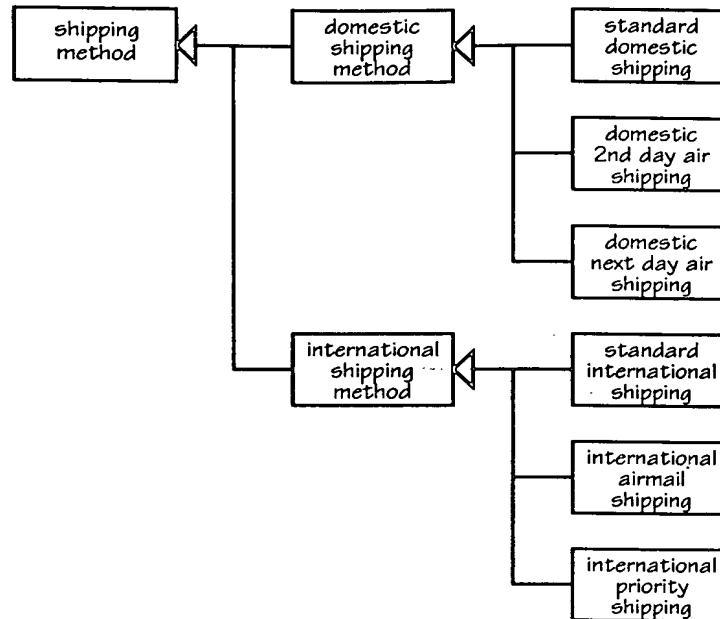 shipping
method
domestic
shipping
method
standard
domestic
shipping
domestic
2nd day air
shipping
domestic
next day air
shipping
international
shipping
method
standard
international
shipping
international
airmail
shipping
international
priority
shipping